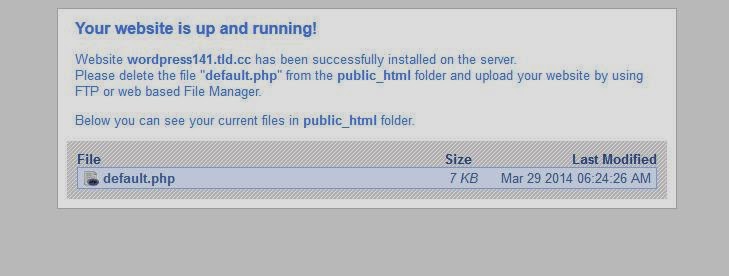 Your website is up and running!
Website wordpress141.tld.cc has been successfully installed on the server.
Please delete the file "default.php" from the public_html folder and upload your website by using
FTP or web based File Manager.
Below you can see your current files in public_html folder.
File Size Last Modified
default.php 7 KB Mar 29 2014 06:24:26 AM